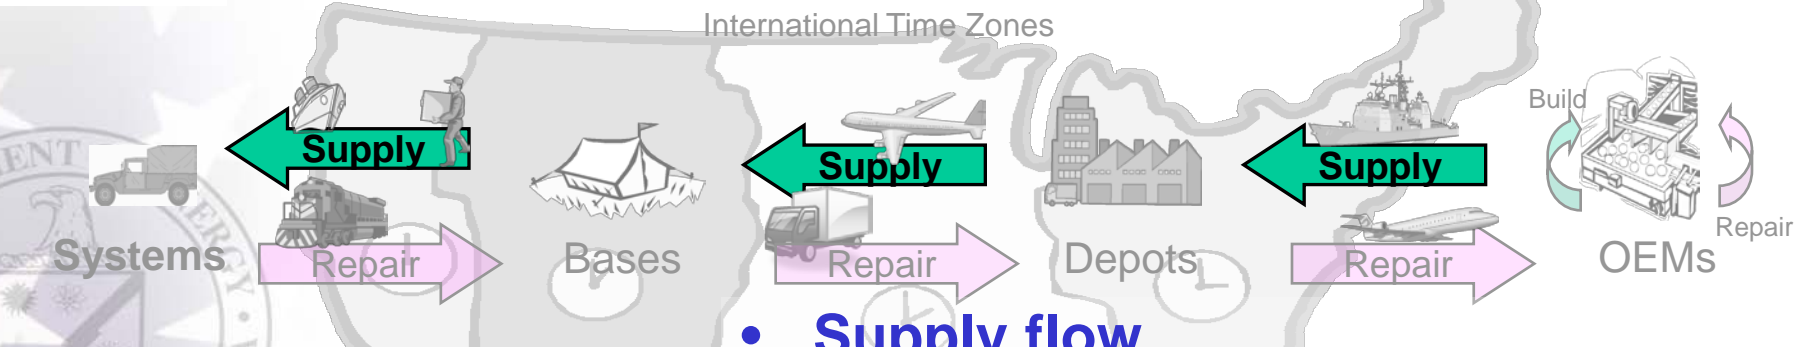 International Time Zones
Build
Supply
Supply
Supply
Repair
Systems
Bases
Depots
OEMs
Repair
Repair
Repair
• Supply flow